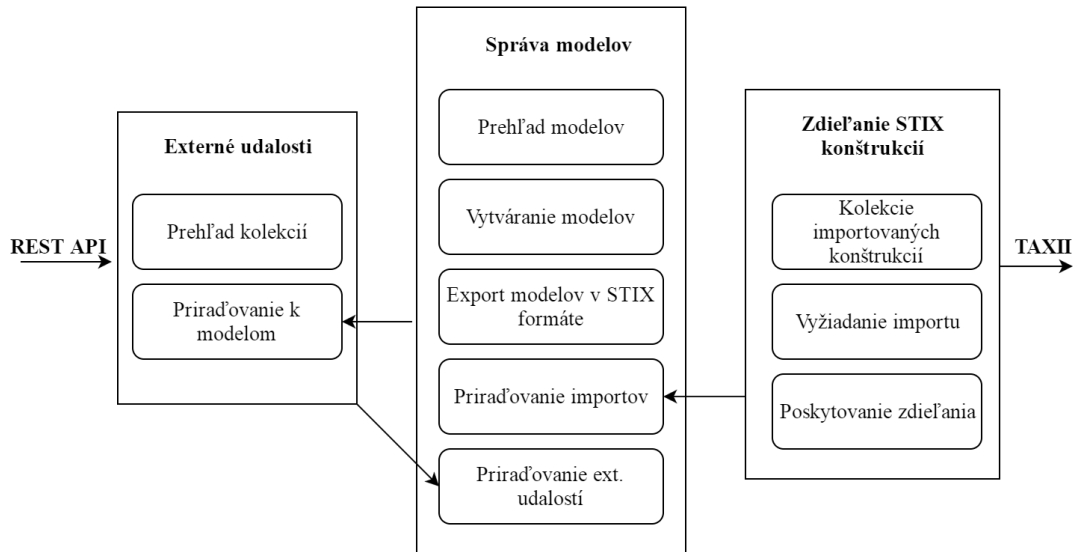 REST API
Externé udalosti
Prehľad kolekcií
Priraďovanie k
modelom
Správa modelov
Prehľad modelov
Vytváranie modelov
Export modelov v STIX
formáte
Priraďovanie importov
Priraďovanie ext.
udalostí
Zdieľanie STIX
konštrukcií
Kolekcie
importovaných
konštrukcií
Vyžiadanie importu
Poskytovanie zdieľania
TAXII